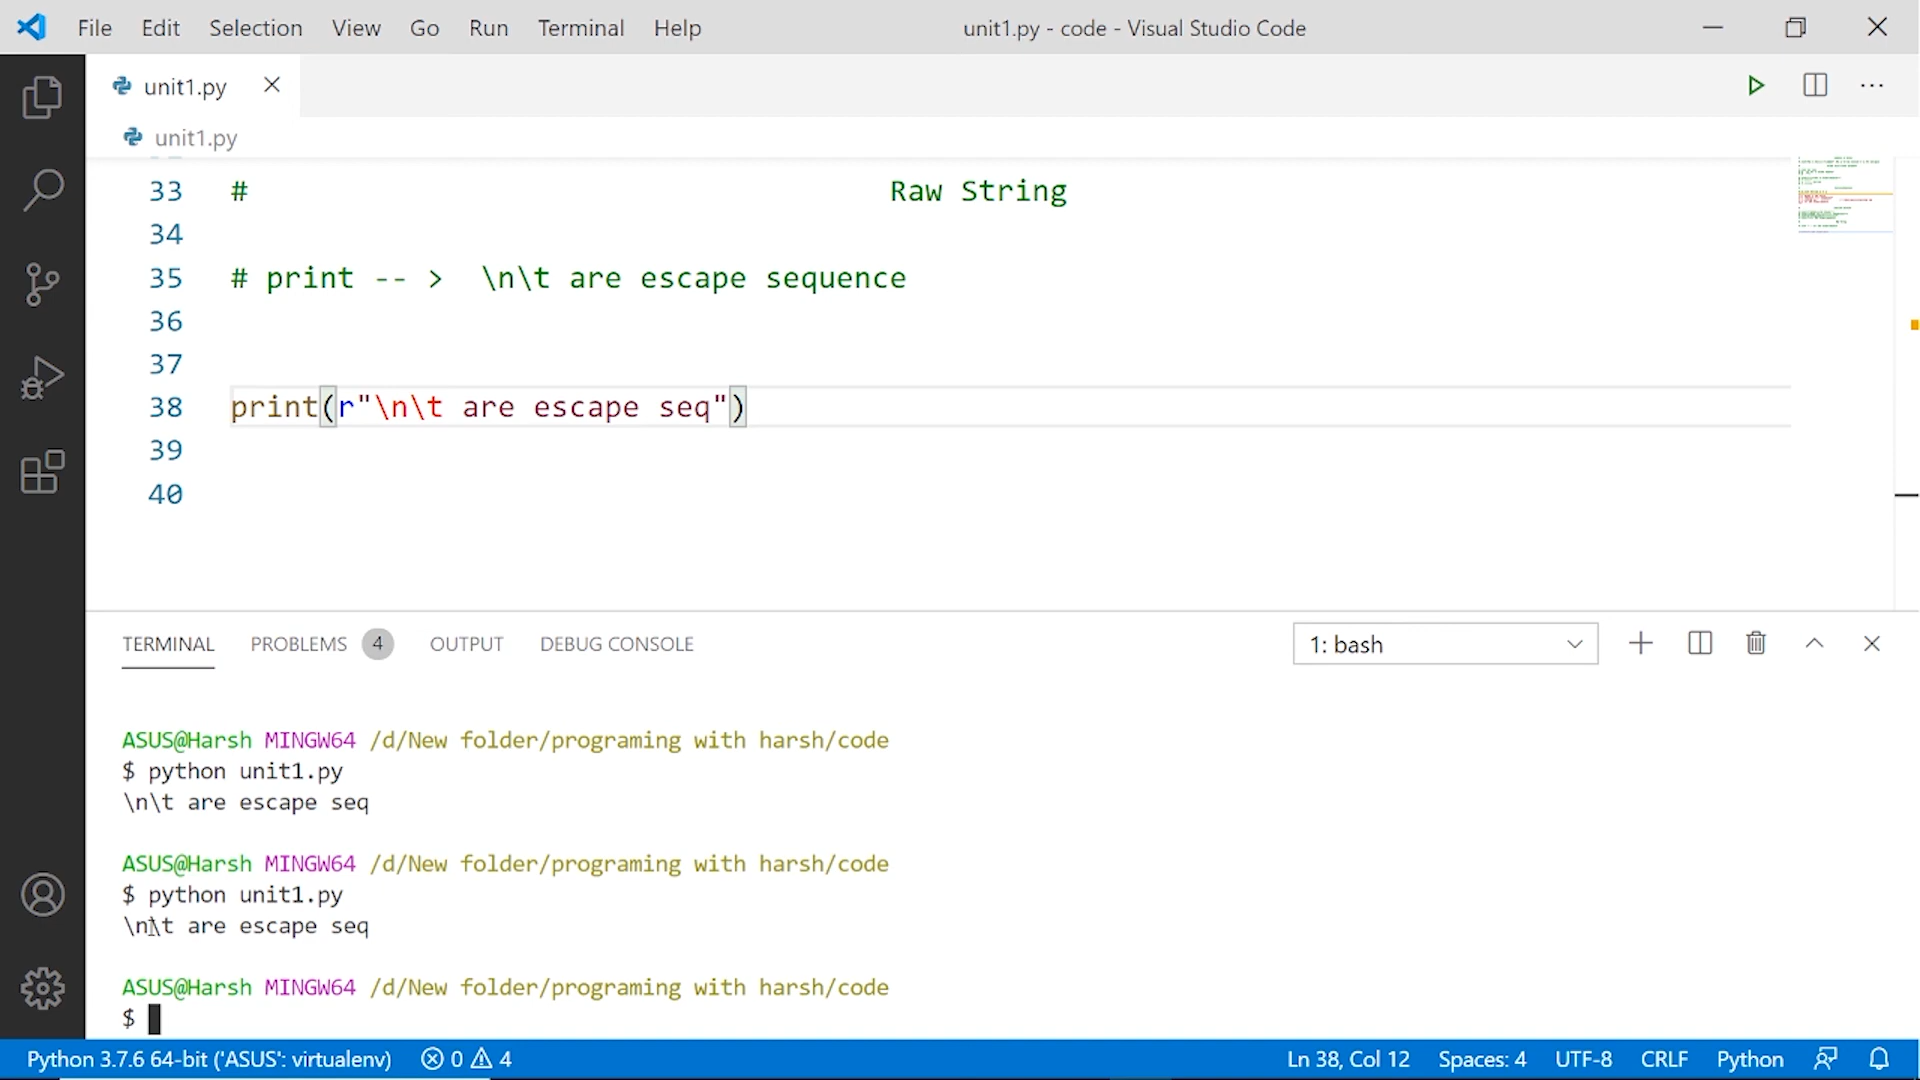 File Edit Selection View Go Run Terminal Help unit1.py - code - Visual Studio Code
unit1.py
unit1.py
33 # Raw String
34
35 # print -- > \n\t are escape sequence
36
37
38 print(r"\n\t are escape seq")
39
40
TERMINAL PROBLEMS 4 OUTPUT DEBUG CONSOLE 1: bash
ASUS@Harsh MINGW64 /d/New folder/programing with harsh/code
$ python unit1.py
\n\t are escape seq
ASUS@Harsh MINGW64 /d/New folder/programing with harsh/code
$ python unit1.py
\n\t are escape seq
ASUS@Harsh MINGW64 /d/New folder/programing with harsh/code
$
Python 3.7.6 64-bit ('ASUS': virtualenv) 0 4 Ln 38, Col 12 Spaces: 4 UTF-8 CRLF Python